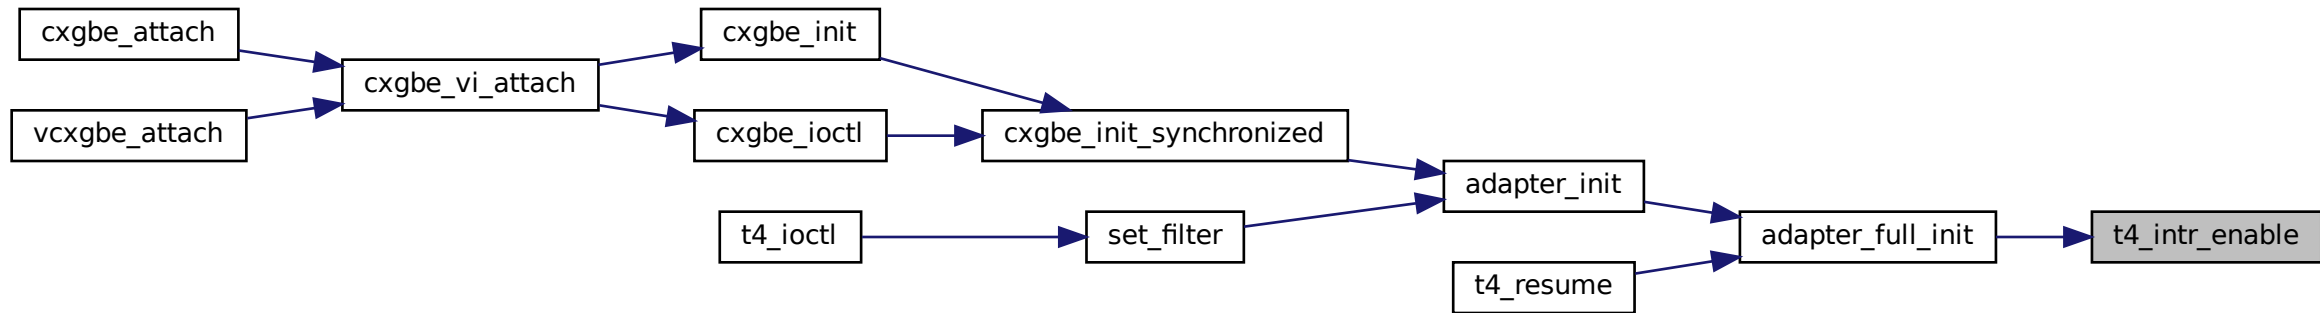 cxgbe_attach
cxgbe_init
cxgbe_vi_attach
vcxgbe_attach
cxgbe_ioctl
cxgbe_init_synchronized
adapter_init
t4_ioctl
set_filter
adapter_full_init
t4_intr_enable
t4_resume